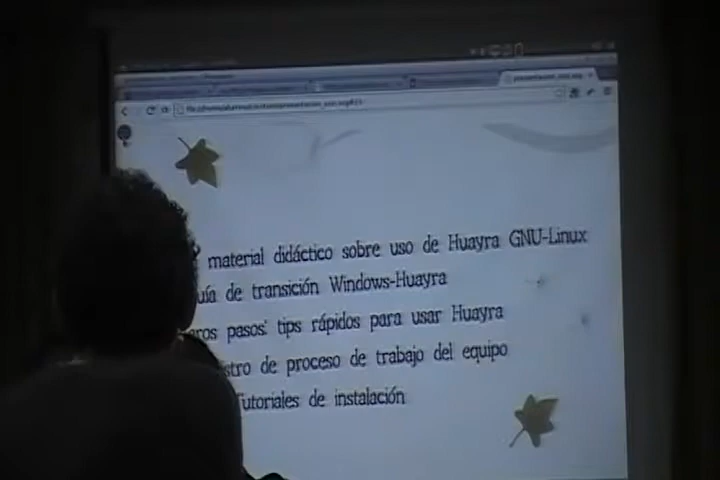 material didáctico sobre uso de Huayra GNU-Linux
uía de transición Windows-Huayra
ros pasos: tips rápidos para usar Huayra
stro de proceso de trabajo del equipo
Tutoriales de instalación